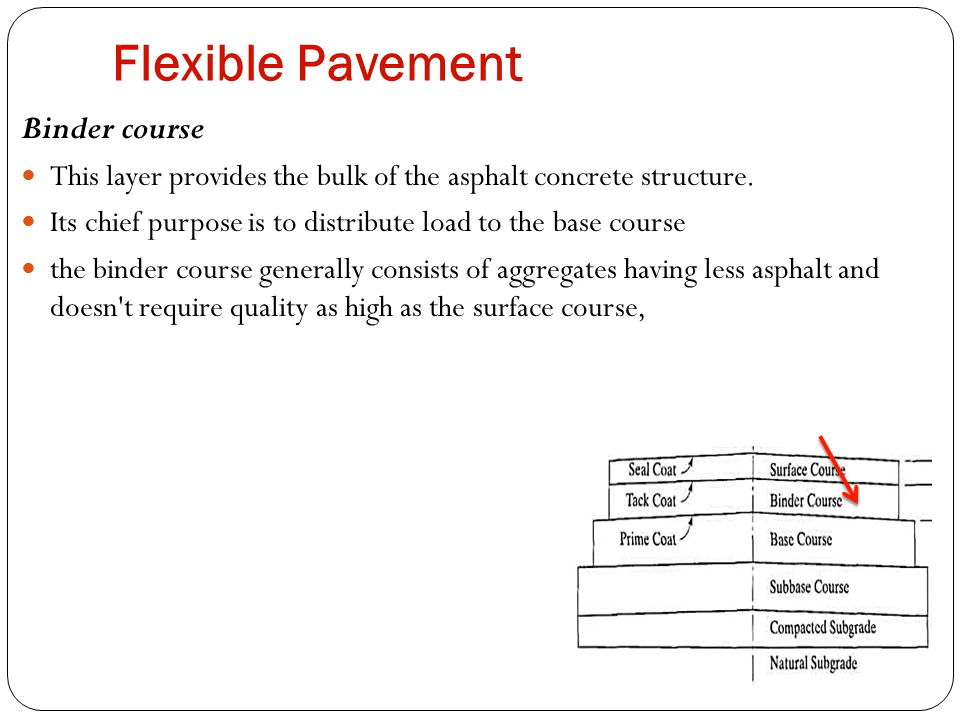 Flexible Pavement
Binder course
This layer provides the bulk of the asphalt concrete structure.
Its chief purpose is to distribute load to the base course
the binder course generally consists of aggregates having less asphalt and
doesn't require quality as high as the surface course,
Seal Coat Surface Course
Tack Coat Binder Course
Prime Coat Base Course
Subbase Course
Compacted Subgrade
Natural Subgrade